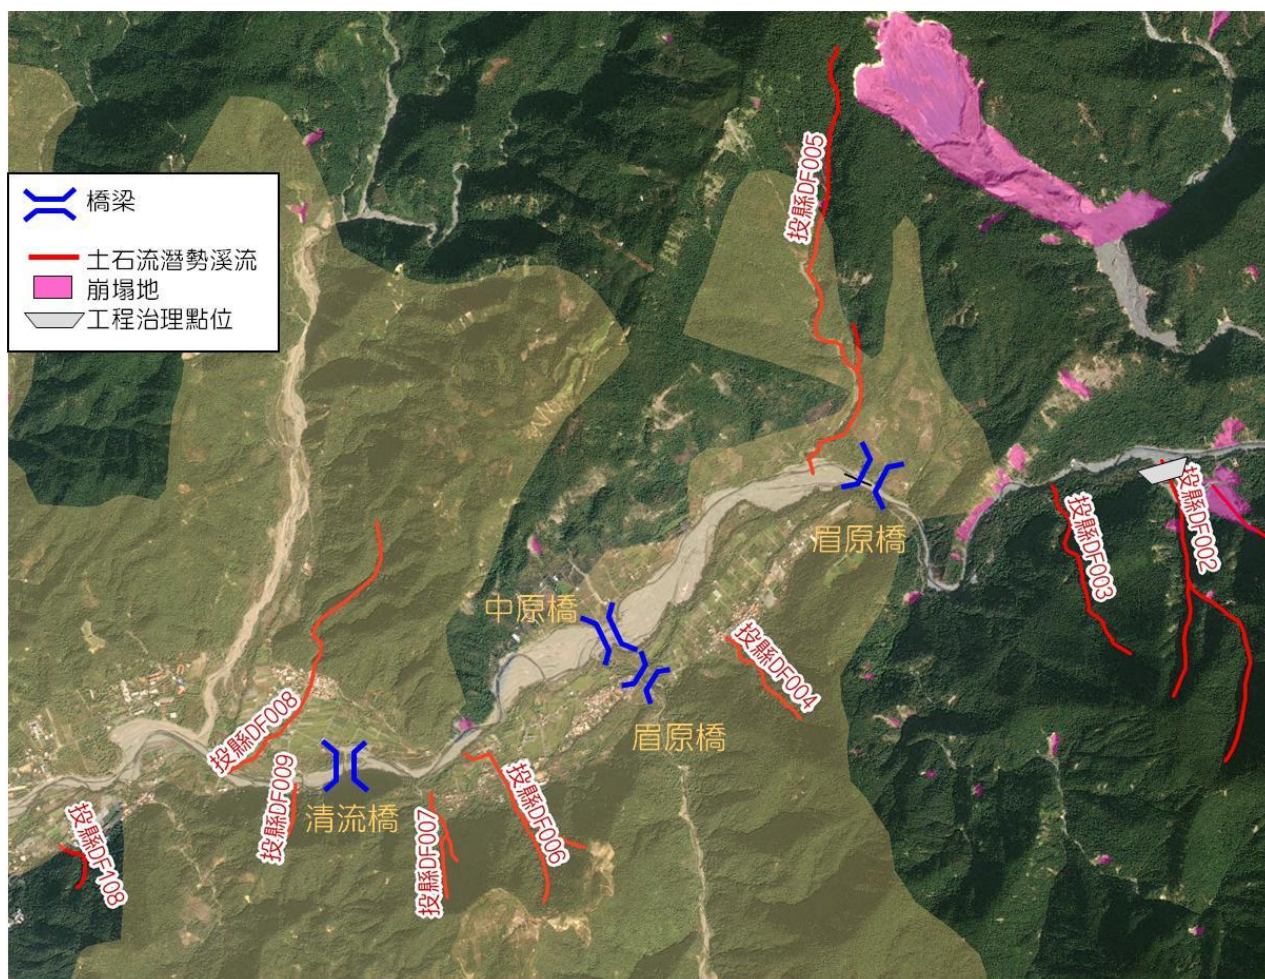 橋梁
土石流潛勢溪流
崩塌地
工程治理點位
投縣DF005
眉原橋
投縣DF003
投縣DF002
中原橋
投縣DF004
眉原橋
投縣DF008
投縣DF009
清流橋
投縣DF007
投縣DF006
投縣DF108